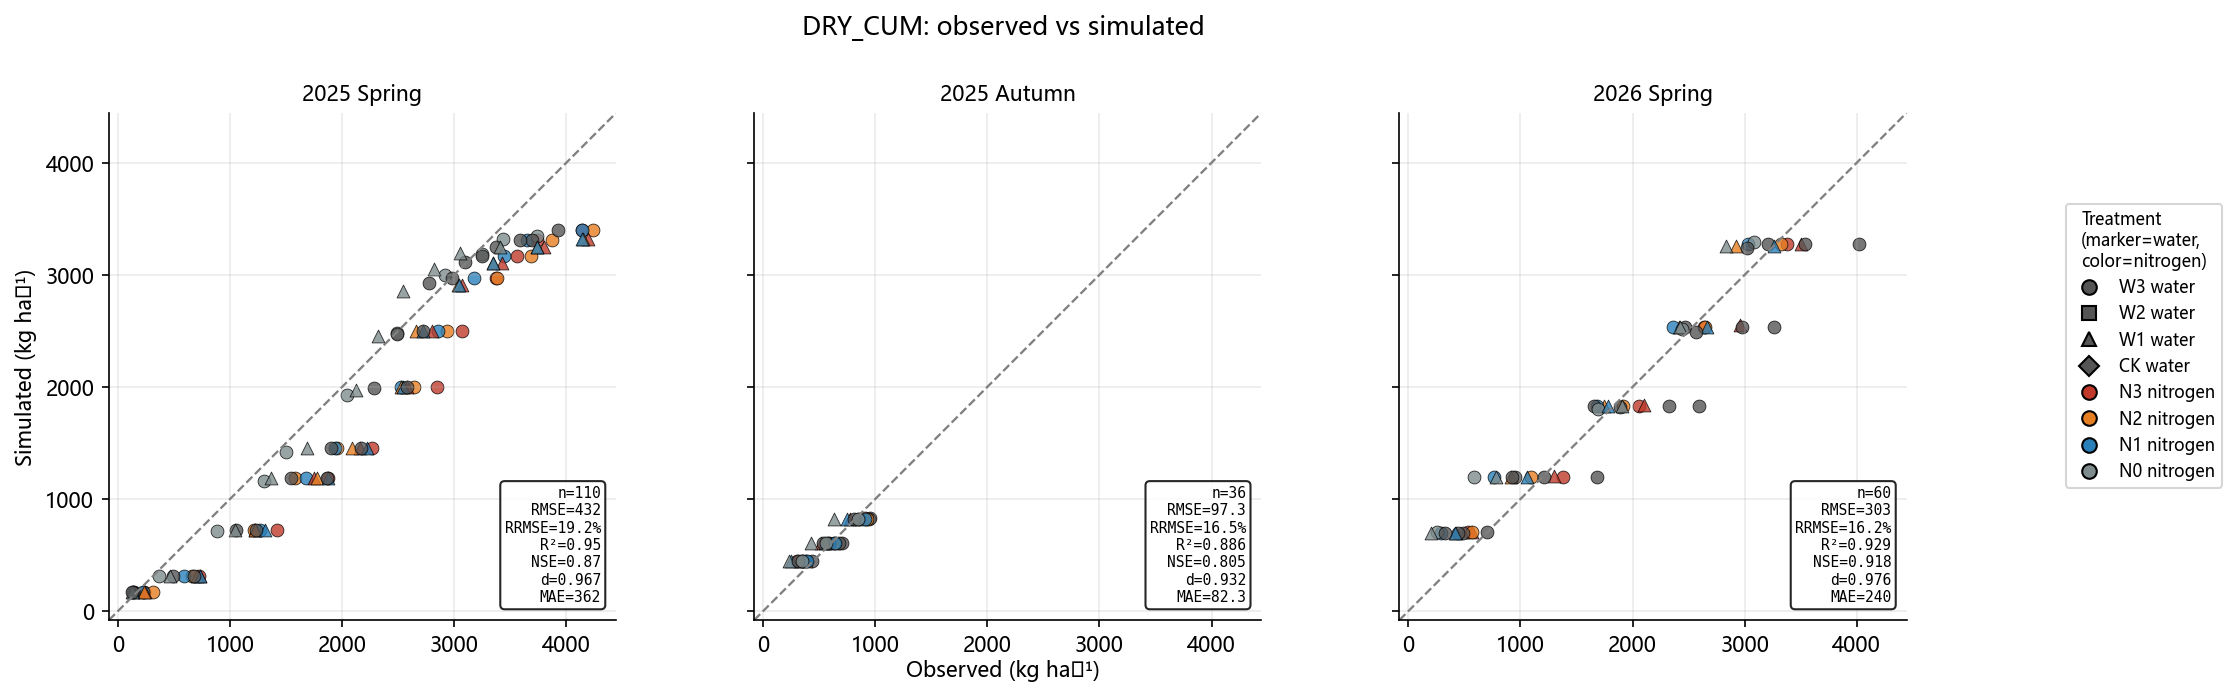 DRY_CUM: observed vs simulated
2025 Spring
2025 Autumn
2026 Spring
Simulated (kg ha□¹)
4000
3000
2000
1000
0
0 1000 2000 3000 4000
0 1000 2000 3000 4000
0 1000 2000 3000 4000
Observed (kg ha□¹)
n=110
RMSE=432
RRMSE=19.2%
R²=0.95
NSE=0.87
d=0.967
MAE=362
n=36
RMSE=97.3
RRMSE=16.5%
R²=0.886
NSE=0.805
d=0.932
MAE=82.3
n=60
RMSE=303
RRMSE=16.2%
R²=0.929
NSE=0.918
d=0.976
MAE=240
Treatment
(marker=water,
color=nitrogen)
W3 water
W2 water
W1 water
CK water
N3 nitrogen
N2 nitrogen
N1 nitrogen
N0 nitrogen